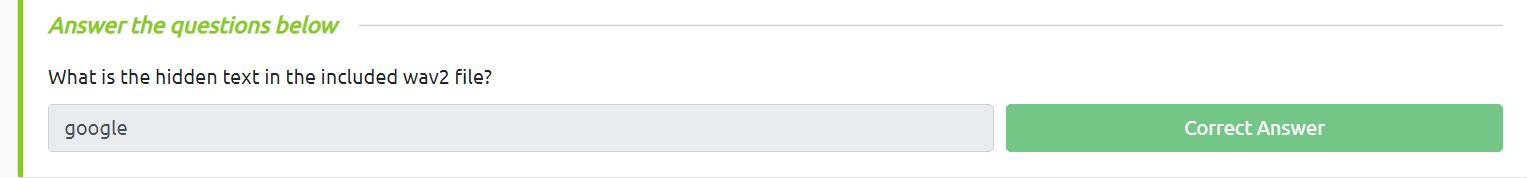 Answer the questions below
What is the hidden text in the included wav2 file?
google
Correct Answer